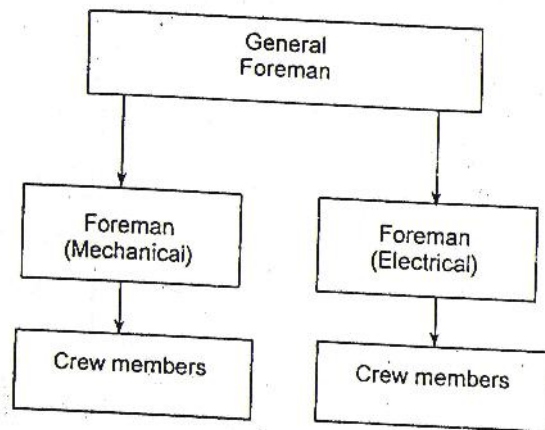 General
Foreman
Foreman
(Mechanical)
Foreman
(Electrical)
Crew members
Crew members